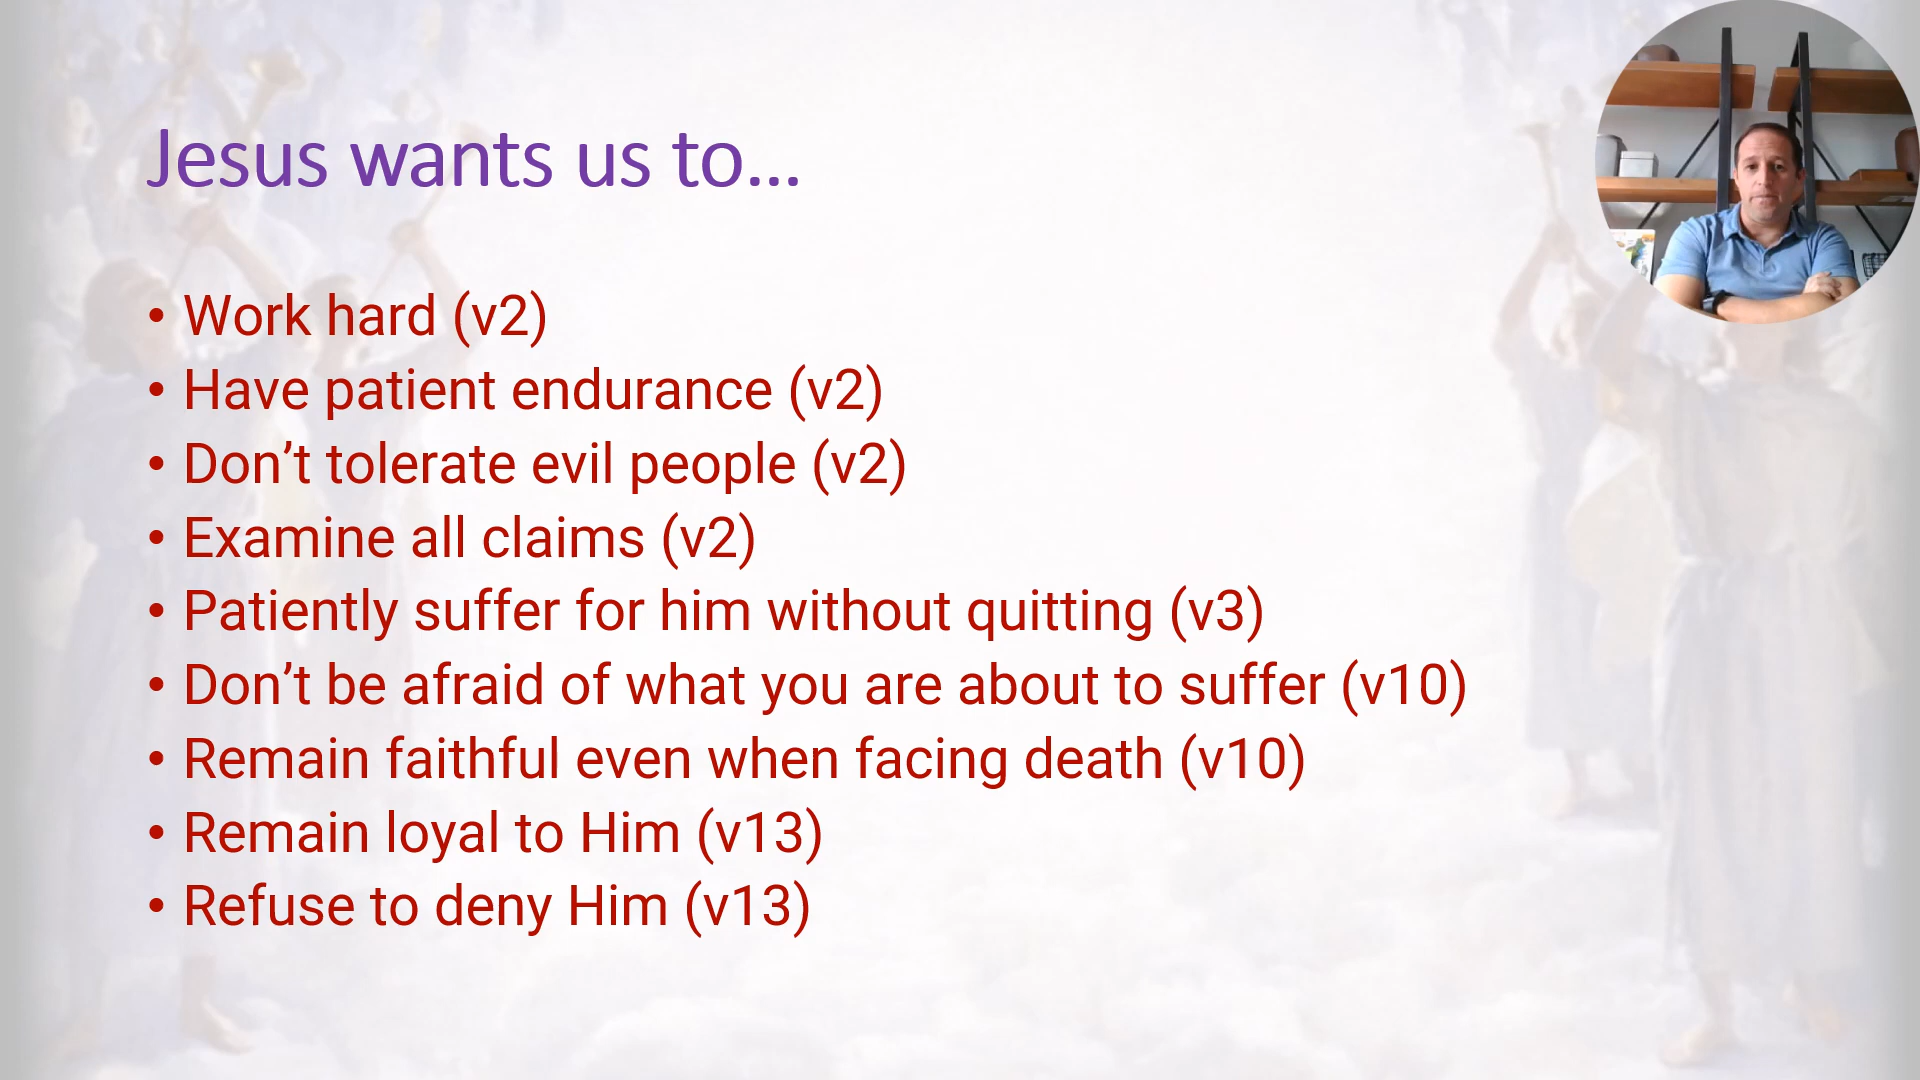 Jesus wants us to...
• Work hard (v2)
• Have patient endurance (v2)
• Don’t tolerate evil people (v2)
• Examine all claims (v2)
• Patiently suffer for him without quitting (v3)
• Don’t be afraid of what you are about to suffer (v10)
• Remain faithful even when facing death (v10)
• Remain loyal to Him (v13)
• Refuse to deny Him (v13)